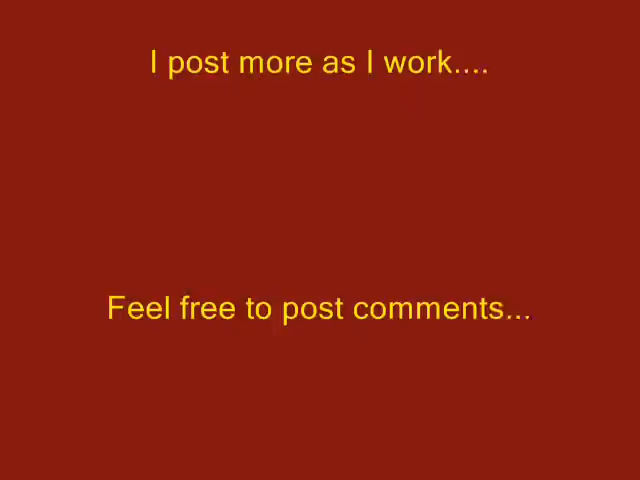 I post more as I work....
Feel free to post comments...